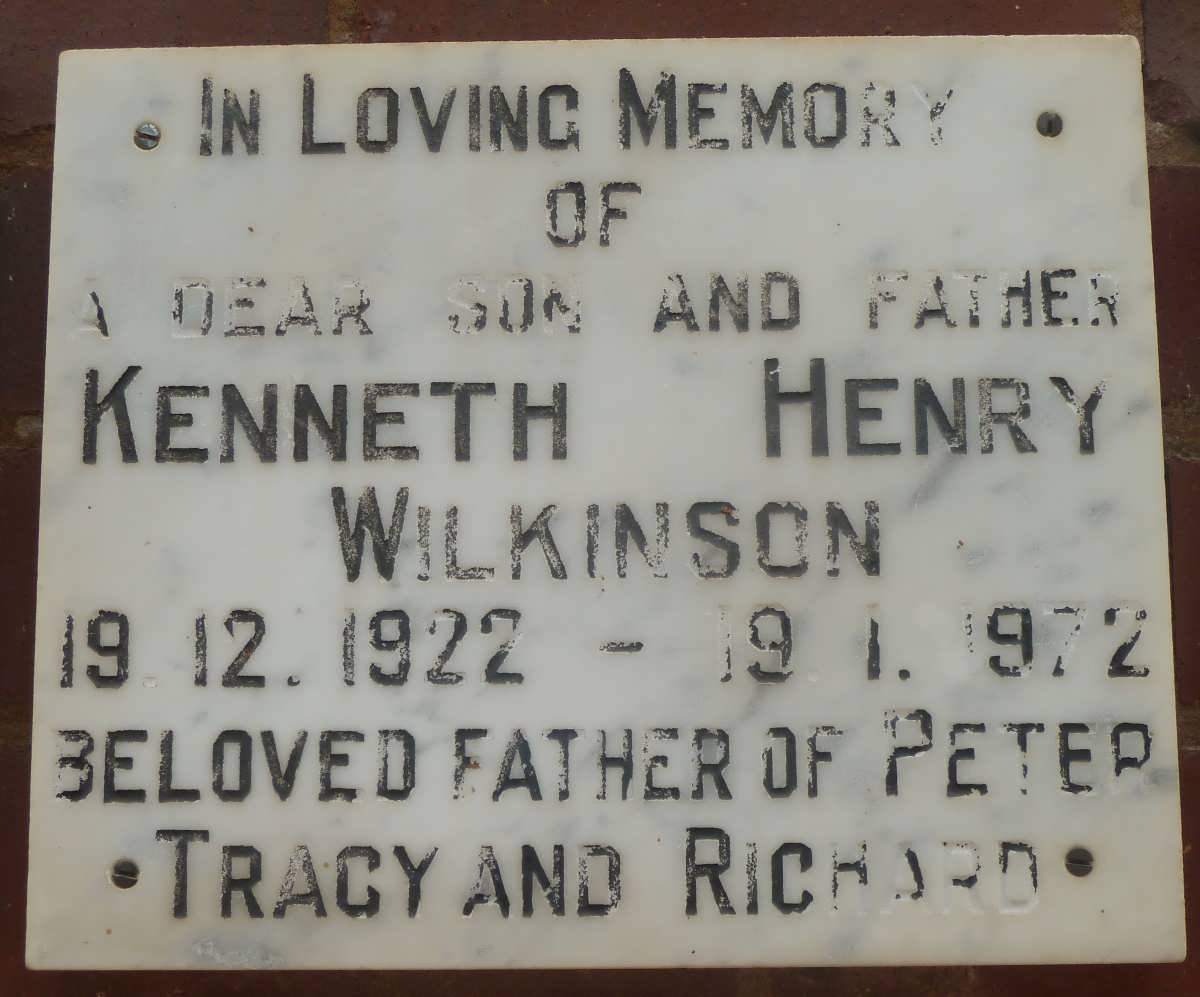 IN LOVING MEMORY
OF
A DEAR SON AND FATHER
KENNETH HENRY
WILKINSON
19.12.1922 - 19.1.1972
BELOVED FATHER OF PETER
TRACY AND RICHARD